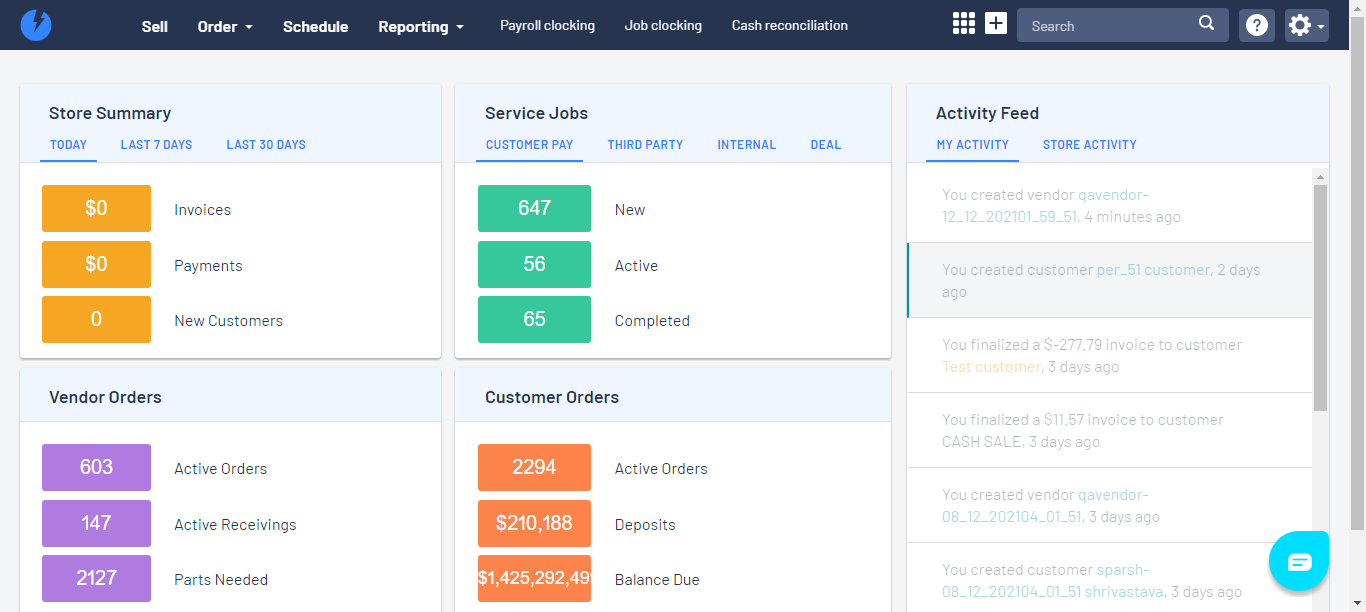 Sell Order Schedule Reporting Payroll clocking Job clocking Cash reconciliation Search
Store Summary
TODAY LAST 7 DAYS LAST 30 DAYS
$0 Invoices
$0 Payments
0 New Customers
Service Jobs
CUSTOMER PAY THIRD PARTY INTERNAL DEAL
647 New
56 Active
65 Completed
Vendor Orders
603 Active Orders
147 Active Receivings
2127 Parts Needed
Customer Orders
2294 Active Orders
$210,188 Deposits
$1,425,292,49 Balance Due
Activity Feed
MY ACTIVITY STORE ACTIVITY
You created vendor qavendor-
12_12_202101_59_51, 4 minutes ago
You created customer per_51 customer, 2 days
ago
You finalized a $-277.79 invoice to customer
Test customer, 3 days ago
You finalized a $11.57 invoice to customer
CASH SALE, 3 days ago
You created vendor qavendor-
08_12_202104_01_51, 3 days ago
You created customer sparsh-
08_12_202104_01_51 shrivastava, 3 days ago